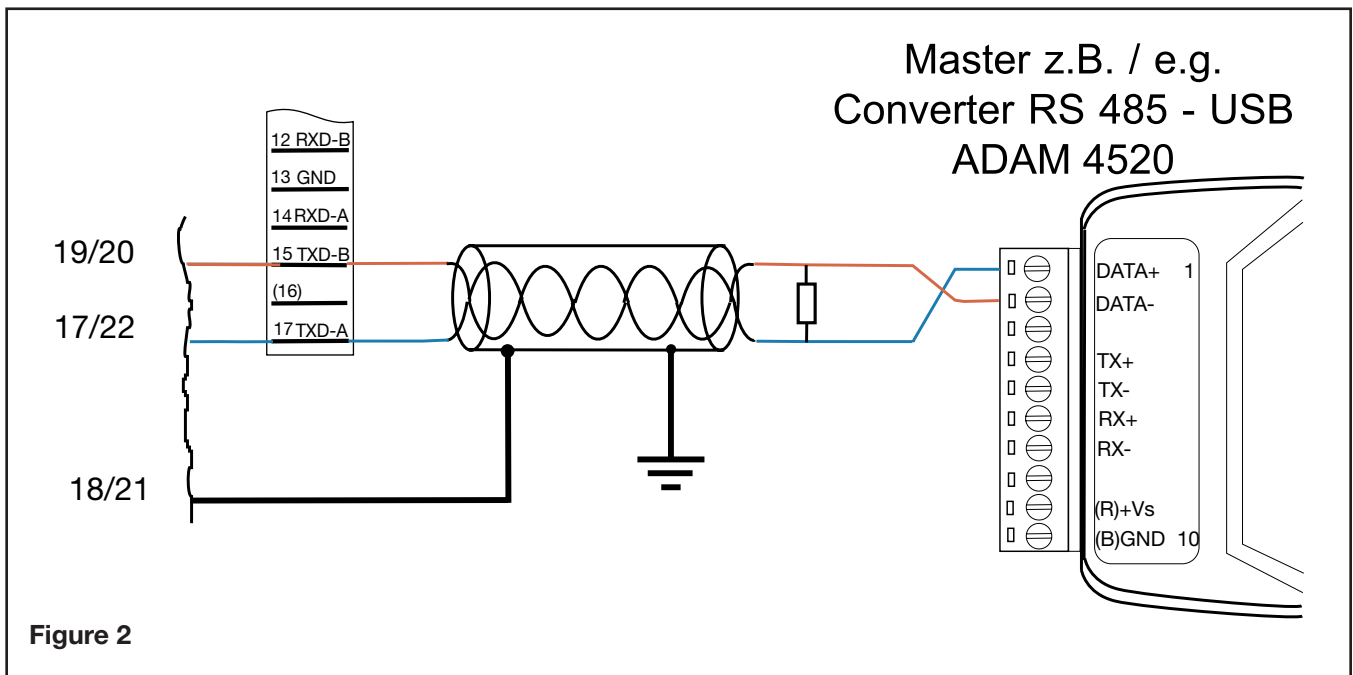 Master z.B. / e.g.
Converter RS 485 - USB
ADAM 4520
12 RXD-B
13 GND
14 RXD-A
15 TXD-B
(16)
17 TXD-A
19/20
17/22
18/21
DATA+ 1
DATA-
TX+
TX-
RX+
RX-
(R)+Vs
(B)GND 10
Figure 2